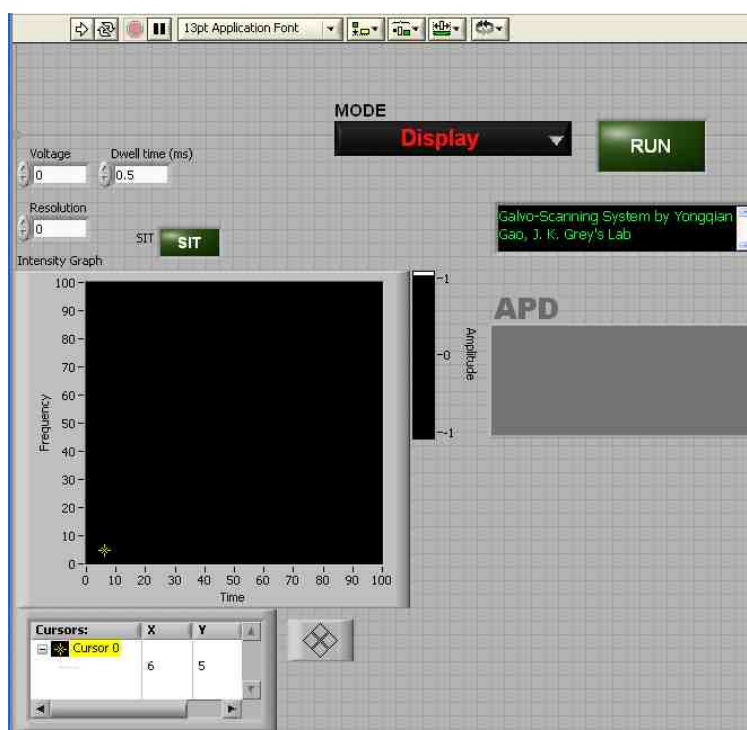 13pt Application Font
MODE
Display
RUN
Voltage
Dwell time (ms)
0
0.5
Resolution
0
SIT
SIT
Galvo-Scanning System by Yongqian
Gao, J. K. Grey's Lab
Intensity Graph
APD
100
90
80
70
60
50
40
30
20
10
0
Frequency
0 10 20 30 40 50 60 70 80 90 100
Time
1
0
-1
Amplitude
Cursors: X Y
Cursor 0
6 5